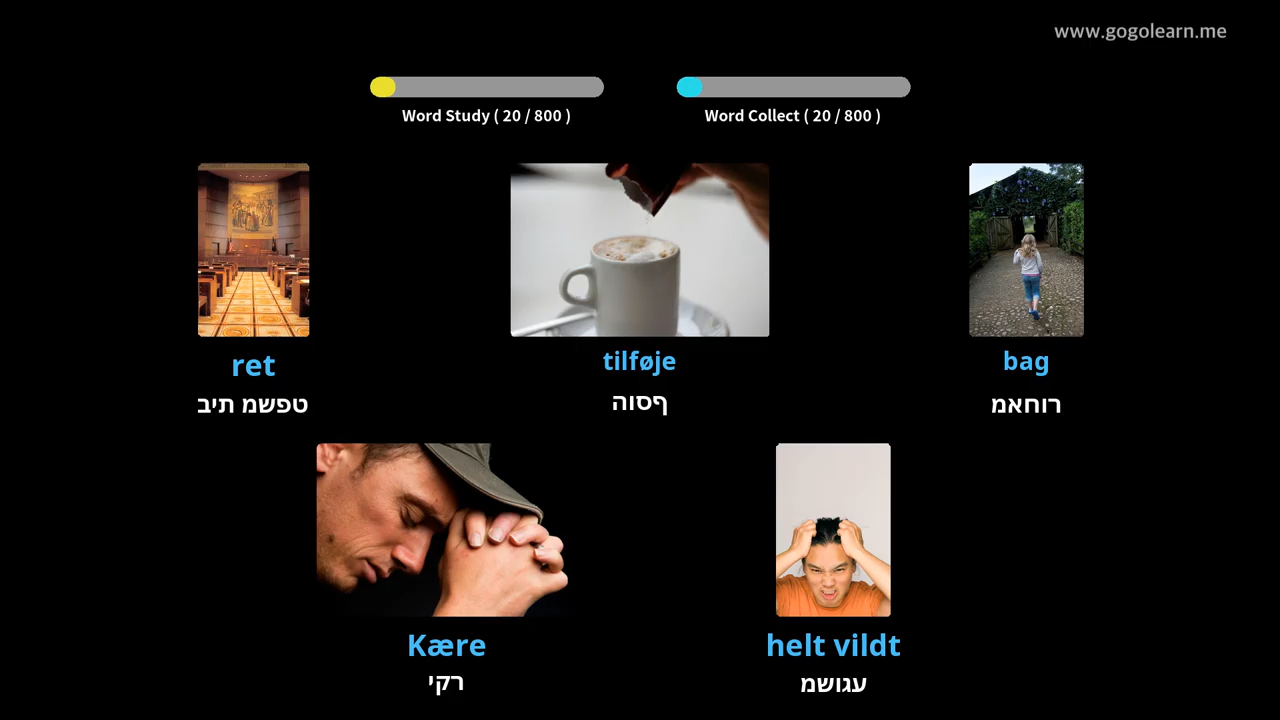 www.gogolearn.me
Word Study ( 20 / 800 )
Word Collect ( 20 / 800 )
ret
טפשמ תיב
tilføje
ףסוה
bag
רוחאמ
Kære
רקי
helt vildt
עגושמ